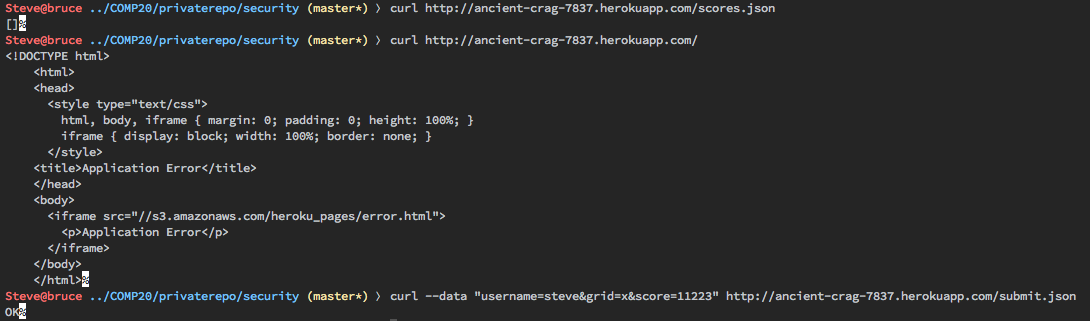 Steve@bruce ../COMP20/privaterepo/security (master*) ❭ curl http://ancient-crag-7837.herokuapp.com/scores.json
[]%
Steve@bruce ../COMP20/privaterepo/security (master*) ❭ curl http://ancient-crag-7837.herokuapp.com/
<!DOCTYPE html>
    <html>
    <head>
      <style type="text/css">
        html, body, iframe { margin: 0; padding: 0; height: 100%; }
        iframe { display: block; width: 100%; border: none; }
      </style>
    <title>Application Error</title>
    </head>
    <body>
      <iframe src="//s3.amazonaws.com/heroku_pages/error.html">
        <p>Application Error</p>
      </iframe>
    </body>
    </html>%
Steve@bruce ../COMP20/privaterepo/security (master*) ❭ curl --data "username=steve&grid=x&score=11223" http://ancient-crag-7837.herokuapp.com/submit.json
OK%